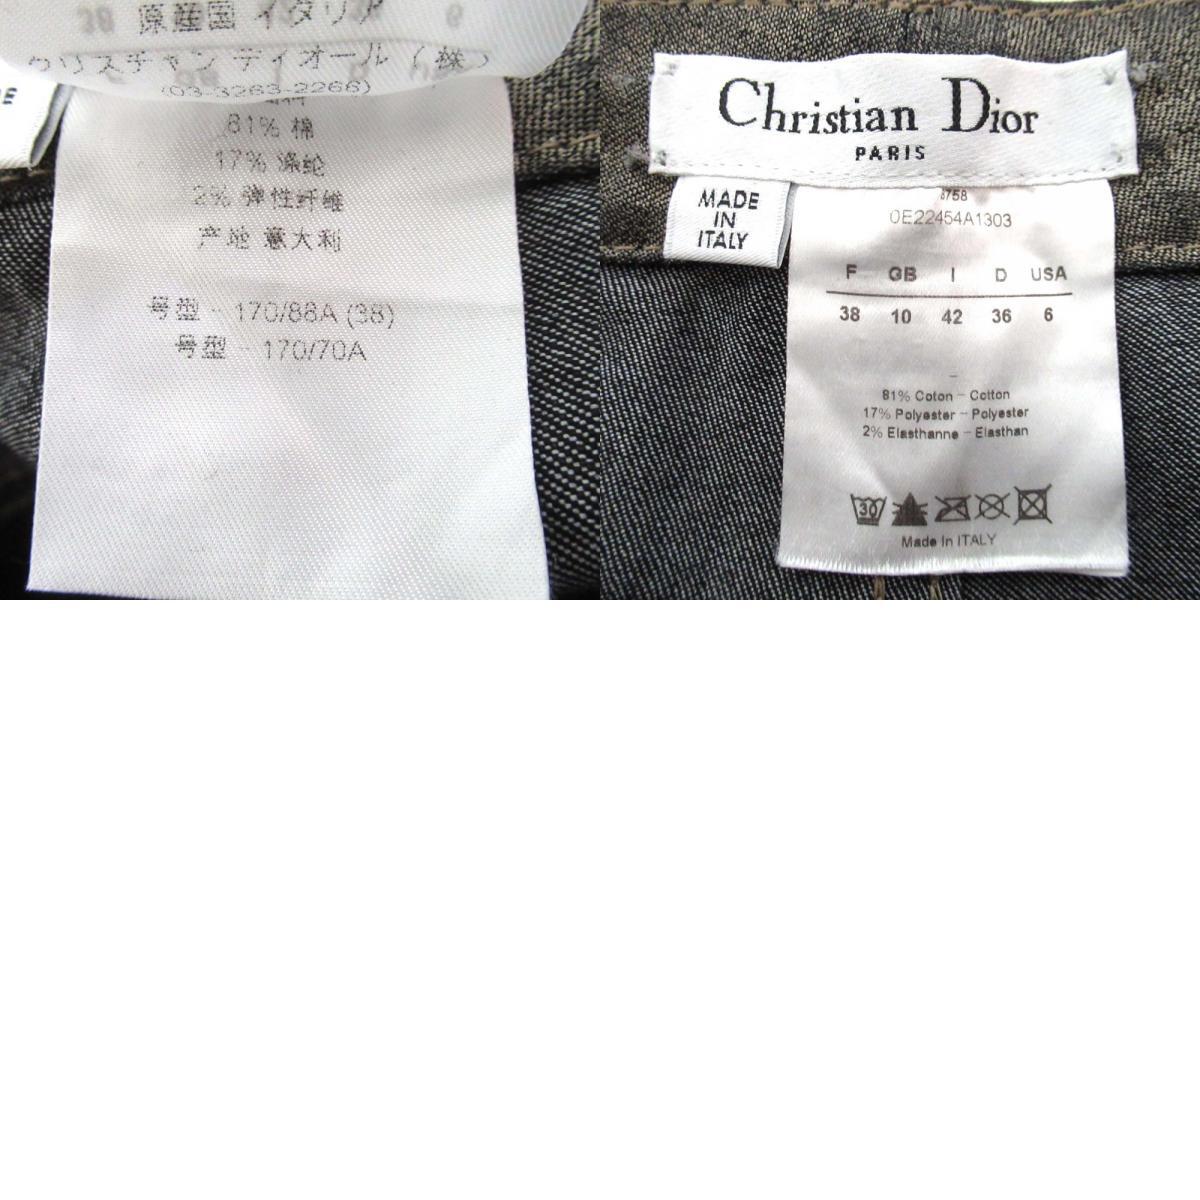 原産国 イタリア
クリスチャン ディオール (株)
(03-3263-2266)
81% 棉
17% 涤纶
2% 弹性纤维
产地 意大利
号型 - 170/88A (38)
号型 - 170/70A
Christian Dior
PARIS
MADE
IN
ITALY
0E22454A1303
F GB I D USA
38 10 42 36 6
81% Coton - Cotton
17% Polyester - Polyester
2% Elasthanne - Elasthan
30
Made In ITALY